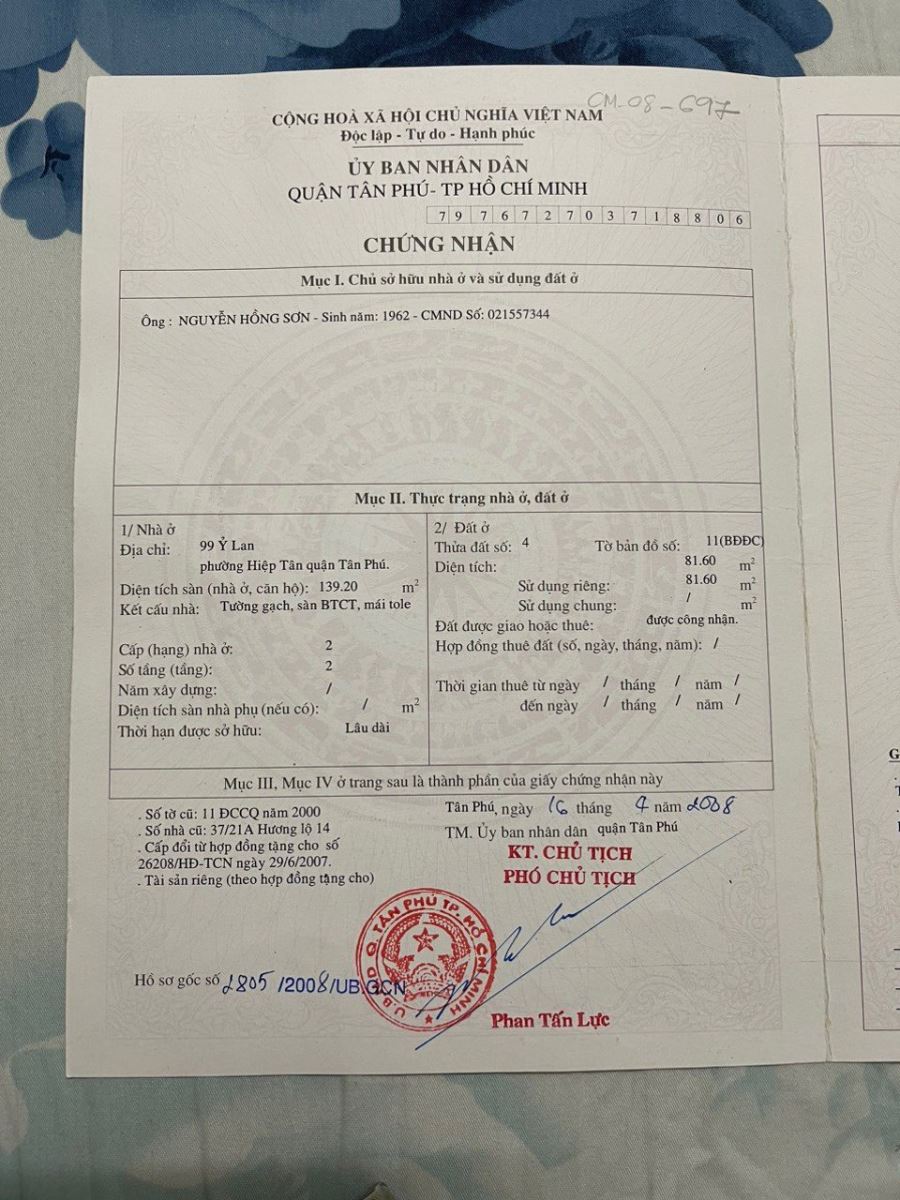 CM-08-697
CỘNG HOÀ XÃ HỘI CHỦ NGHĨA VIỆT NAM
Độc lập - Tự do - Hạnh phúc
ỦY BAN NHÂN DÂN
QUẬN TÂN PHÚ- TP HỒ CHÍ MINH
7 9 7 6 7 2 7 0 3 7 1 8 8 0 6
CHỨNG NHẬN
Mục I. Chủ sở hữu nhà ở và sử dụng đất ở
Ông : NGUYỄN HỒNG SƠN - Sinh năm: 1962 - CMND Số: 021557344
Mục II. Thực trạng nhà ở, đất ở
1/ Nhà ở
Địa chỉ: 99 Ỷ Lan
phường Hiệp Tân quận Tân Phú.
Diện tích sàn (nhà ở, căn hộ): 139.20 m²
Kết cấu nhà: Tường gạch, sàn BTCT, mái tole
Cấp (hạng) nhà ở: 2
Số tầng (tầng): 2
Năm xây dựng: /
Diện tích sàn nhà phụ (nếu có): / m²
Thời hạn được sở hữu: Lâu dài
2/ Đất ở
Thửa đất số: 4 Tờ bản đồ số: 11(BĐĐC)
Diện tích: 81.60 m²
Sử dụng riêng: 81.60 m²
Sử dụng chung: / m²
Đất được giao hoặc thuê: được công nhận.
Hợp đồng thuê đất (số, ngày, tháng, năm): /
Thời gian thuê từ ngày / tháng / năm /
đến ngày / tháng / năm /
Mục III, Mục IV ở trang sau là thành phần của giấy chứng nhận này
. Số tờ cũ: 11 ĐCCQ năm 2000
. Số nhà cũ: 37/21A Hương lộ 14
. Cấp đổi từ hợp đồng tặng cho số
26208/HĐ-TCN ngày 29/6/2007.
. Tài sản riêng (theo hợp đồng tặng cho)
Tân Phú, ngày 16 tháng 4 năm 2008
TM. Ủy ban nhân dân quận Tân Phú
KT. CHỦ TỊCH
PHÓ CHỦ TỊCH
U.B.N.D Q. TÂN PHÚ TP. HỒ CHÍ MINH
Hồ sơ gốc số 2805 /2008/UB.GCN
Phan Tấn Lực